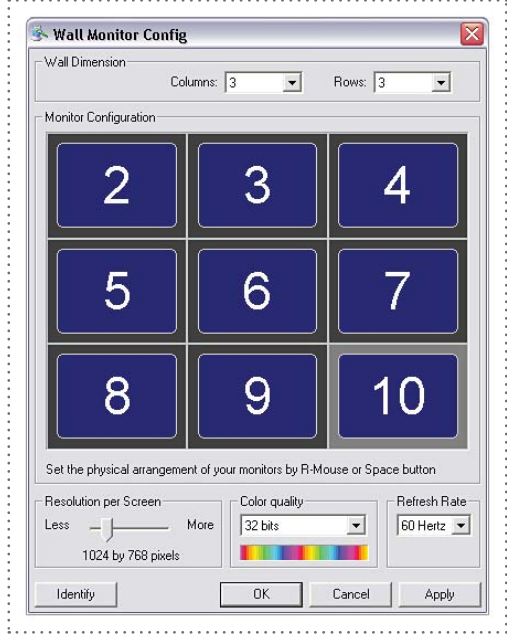 Wall Monitor Config
Wall Dimension
Columns: 3 Rows: 3
Monitor Configuration
2 3 4
5 6 7
8 9 10
Set the physical arrangement of your monitors by R-Mouse or Space button
Resolution per Screen Color quality Refresh Rate
Less More 32 bits 60 Hertz
1024 by 768 pixels
Identify OK Cancel Apply